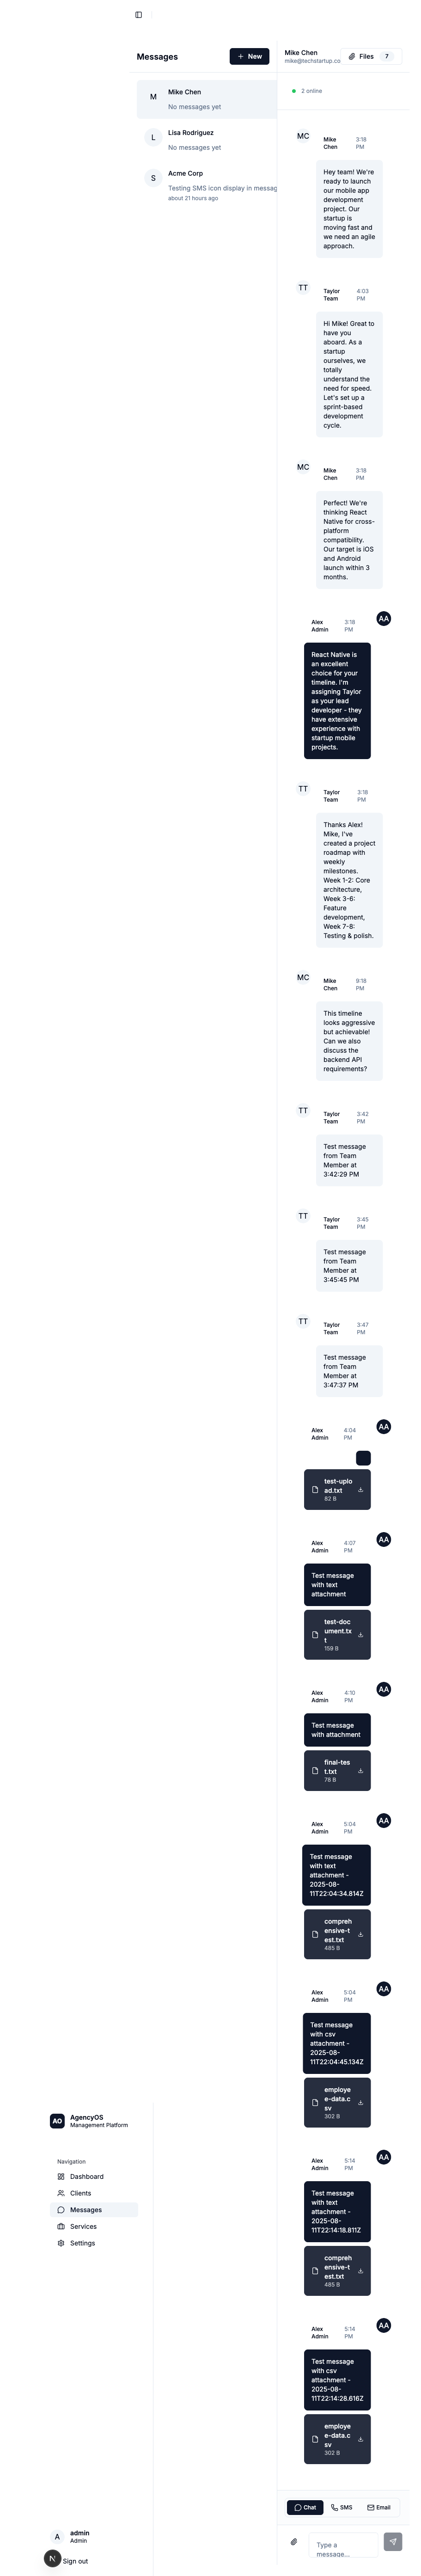 Messages
New
M
Mike Chen
No messages yet
L
Lisa Rodriguez
No messages yet
S
Acme Corp
Testing SMS icon display in messag
about 21 hours ago
Mike Chen
mike@techstartup.co
Files 7
2 online
MC
Mike Chen
3:18 PM
Hey team! We're
ready to launch
our mobile app
development
project. Our
startup is
moving fast and
we need an agile
approach.
TT
Taylor Team
4:03 PM
Hi Mike! Great to
have you
aboard. As a
startup
ourselves, we
totally
understand the
need for speed.
Let's set up a
sprint-based
development
cycle.
MC
Mike Chen
3:18 PM
Perfect! We're
thinking React
Native for cross-
platform
compatibility.
Our target is iOS
and Android
launch within 3
months.
AA
Alex Admin
3:18 PM
React Native is
an excellent
choice for your
timeline. I'm
assigning Taylor
as your lead
developer - they
have extensive
experience with
startup mobile
projects.
TT
Taylor Team
3:18 PM
Thanks Alex!
Mike, I've
created a project
roadmap with
weekly
milestones.
Week 1-2: Core
architecture,
Week 3-6:
Feature
development,
Week 7-8:
Testing & polish.
MC
Mike Chen
9:18 PM
This timeline
looks aggressive
but achievable!
Can we also
discuss the
backend API
requirements?
TT
Taylor Team
3:42 PM
Test message
from Team
Member at
3:42:29 PM
TT
Taylor Team
3:45 PM
Test message
from Team
Member at
3:45:45 PM
TT
Taylor Team
3:47 PM
Test message
from Team
Member at
3:47:37 PM
AA
Alex Admin
4:04 PM
test-uplo
ad.txt
82 B
AA
Alex Admin
4:07 PM
Test message
with text
attachment
test-doc
ument.tx
t
159 B
AA
Alex Admin
4:10 PM
Test message
with attachment
final-tes
t.txt
78 B
AA
Alex Admin
5:04 PM
Test message
with text
attachment -
2025-08-
11T22:04:34.814Z
compreh
ensive-t
est.txt
485 B
AA
Alex Admin
5:04 PM
Test message
with csv
attachment -
2025-08-
11T22:04:45.134Z
employe
e-data.c
sv
302 B
AA
Alex Admin
5:14 PM
Test message
with text
attachment -
2025-08-
11T22:14:18.811Z
compreh
ensive-t
est.txt
485 B
AA
Alex Admin
5:14 PM
Test message
with csv
attachment -
2025-08-
11T22:14:28.616Z
employe
e-data.c
sv
302 B
Chat SMS Email
Type a
message...
AO
AgencyOS
Management Platform
Navigation
Dashboard
Clients
Messages
Services
Settings
A
admin
Admin
N
Sign out